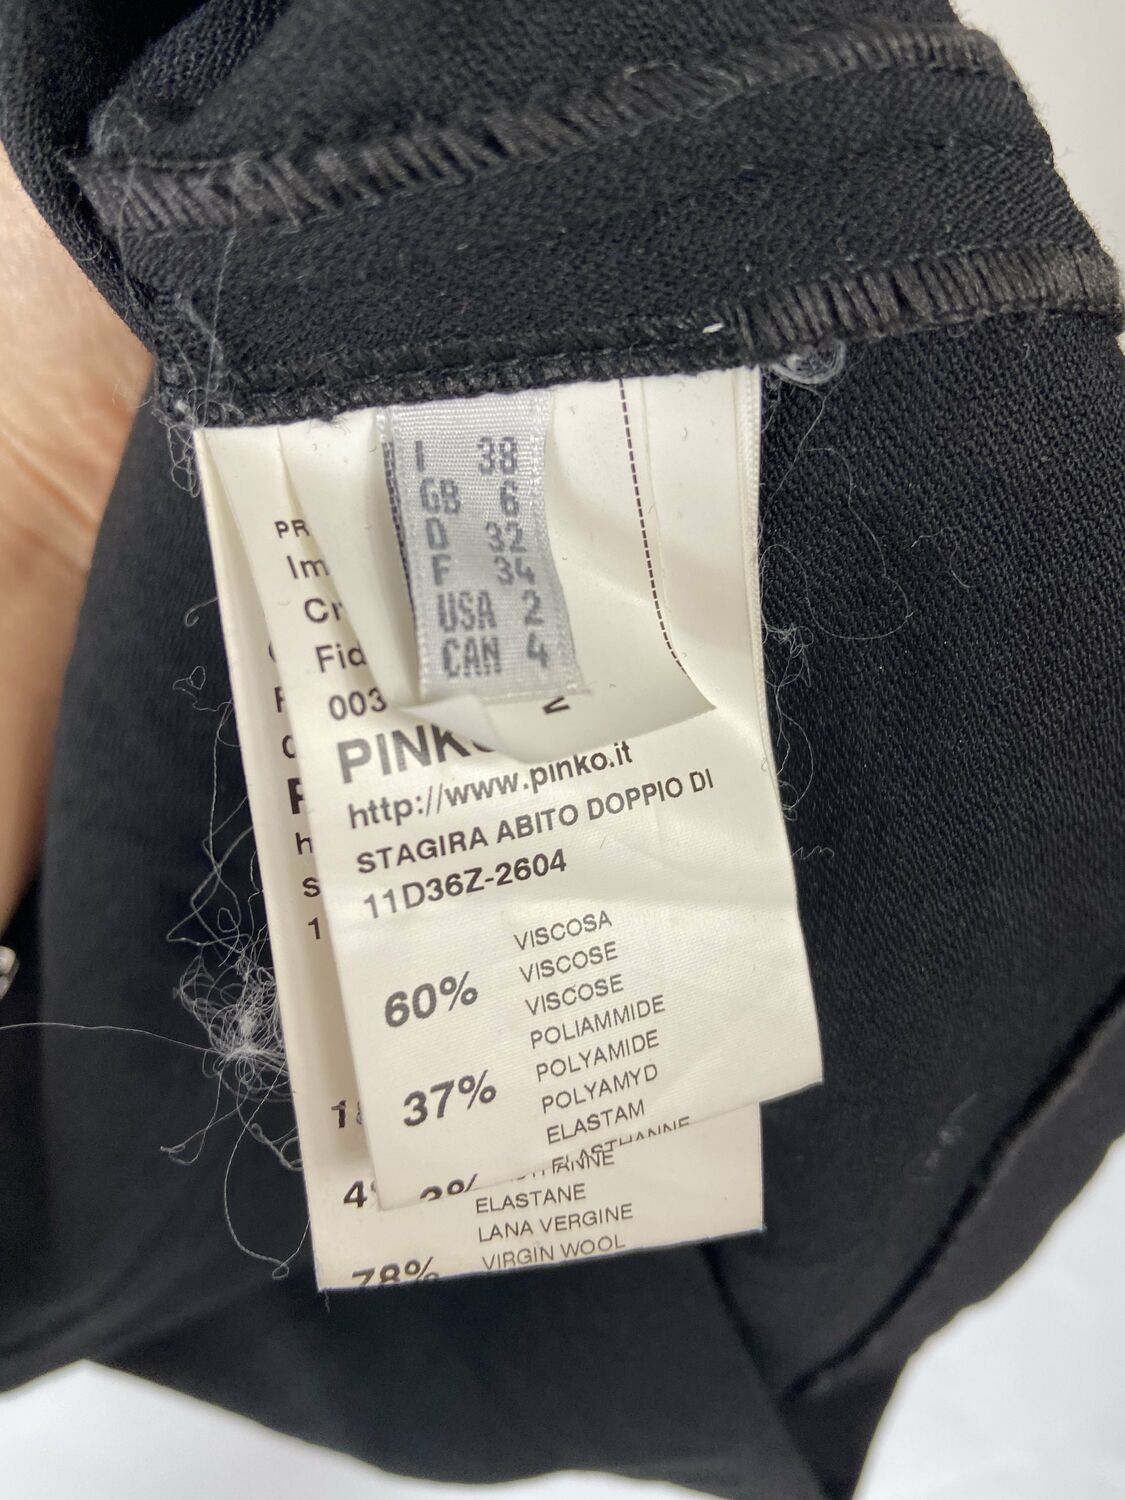 I 38
GB 6
D 32
F 34
USA 2
CAN 4
PR
Im
Cr
Fid
003
PINKO
http://www.pinko.it
STAGIRA ABITO DOPPIO DI
11D36Z-2604
VISCOSA
60% VISCOSE
VISCOSE
POLIAMMIDE
37% POLYAMIDE
POLYAMYD
ELASTAM
ELASTHANNE
ELASTANE
LANA VERGINE
78% VIRGIN WOOL